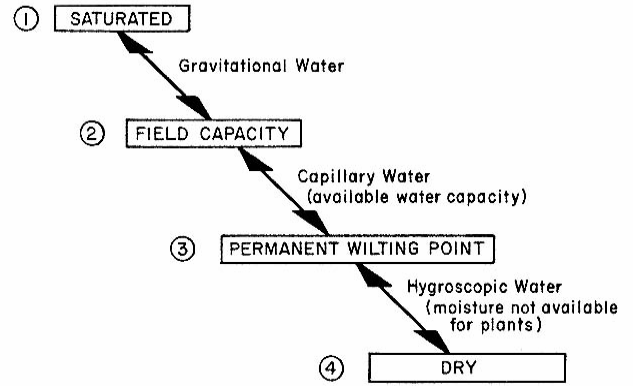 ① SATURATED
Gravitational Water
② FIELD CAPACITY
Capillary Water
(available water capacity)
③ PERMANENT WILTING POINT
Hygroscopic Water
(moisture not available
for plants)
④ DRY